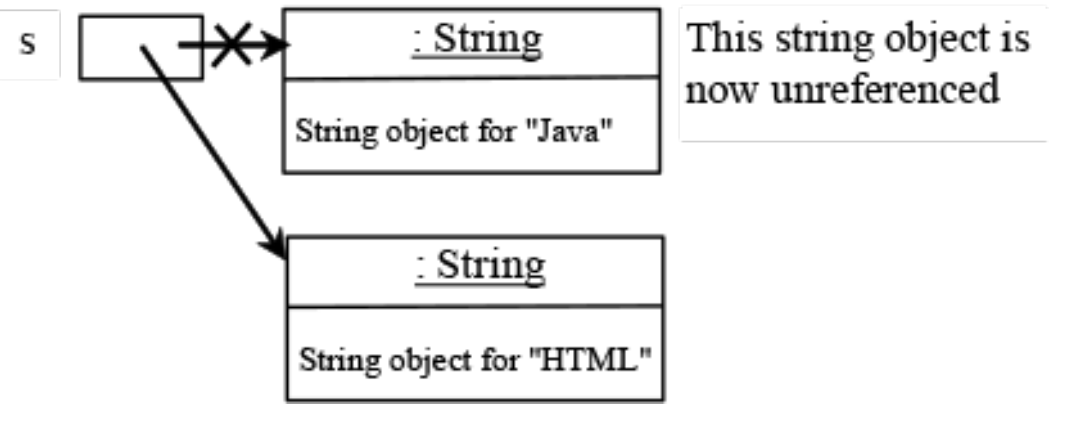 s
: String
String object for "Java"
This string object is
now unreferenced
: String
String object for "HTML"